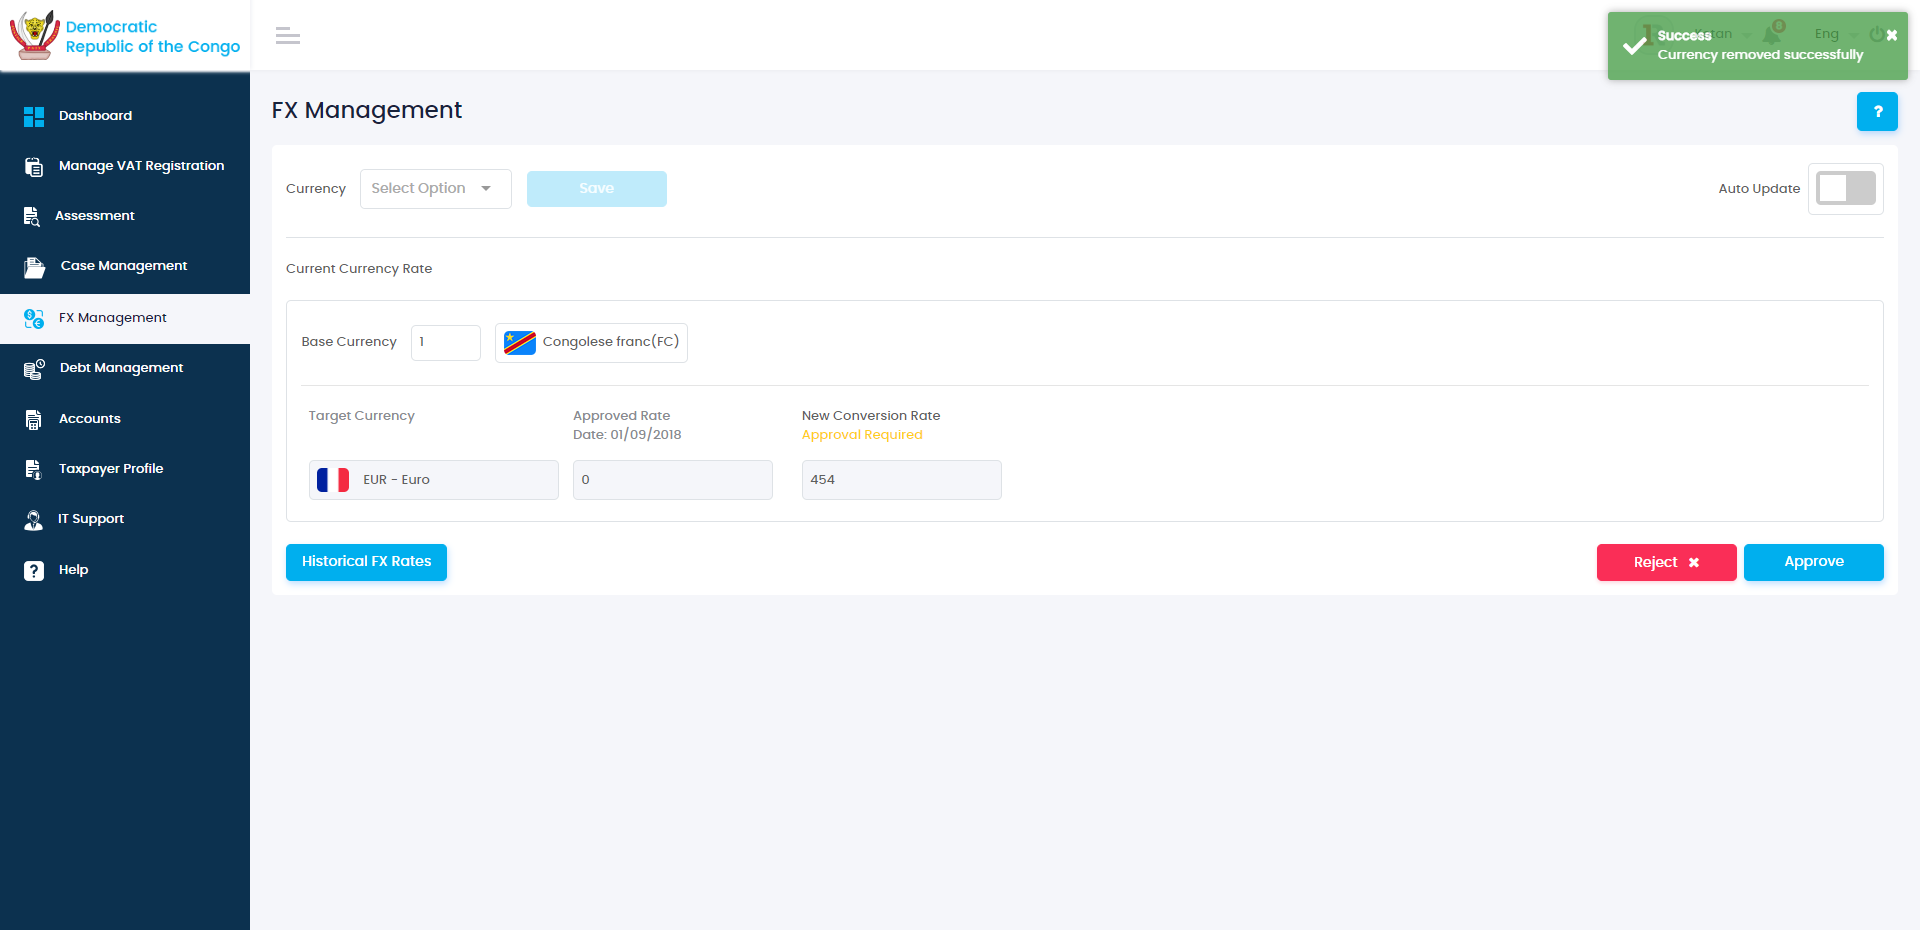 Democratic
Republic of the Congo
Success
Currency removed successfully
Eng
8
Dashboard
Manage VAT Registration
Assessment
Case Management
FX Management
Debt Management
Accounts
Taxpayer Profile
IT Support
Help
FX Management
?
Currency
Select Option
Save
Auto Update
Current Currency Rate
Base Currency
1
Congolese franc(FC)
Target Currency
Approved Rate
New Conversion Rate
Date: 01/09/2018
Approval Required
EUR - Euro
0
454
Historical FX Rates
Reject
Approve